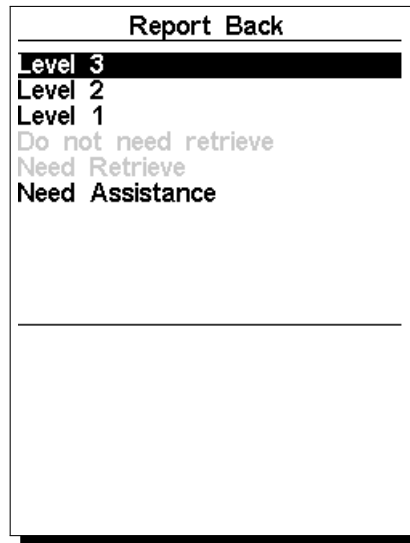 Report Back
Level 3
Level 2
Level 1
Do not need retrieve
Need Retrieve
Need Assistance